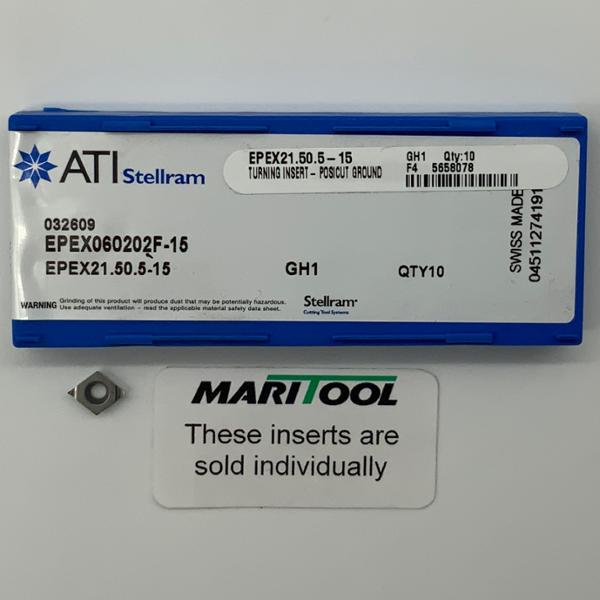 ATI Stellram
EPEX21.50.5-15
TURNING INSERT- POSICUT GROUND
GH1 Qty:10
F4 5658078
032609
EPEX060202F-15
EPEX21.50.5-15
GH1
QTY10
SWISS MADE
04511274191
WARNING Grinding of this product will produce dust that may be potentially hazardous.
Use adequate ventilation - read the applicable material safety data sheet.
Stellram
Cutting Tool Systems
MARITOOL
These inserts are
sold individually